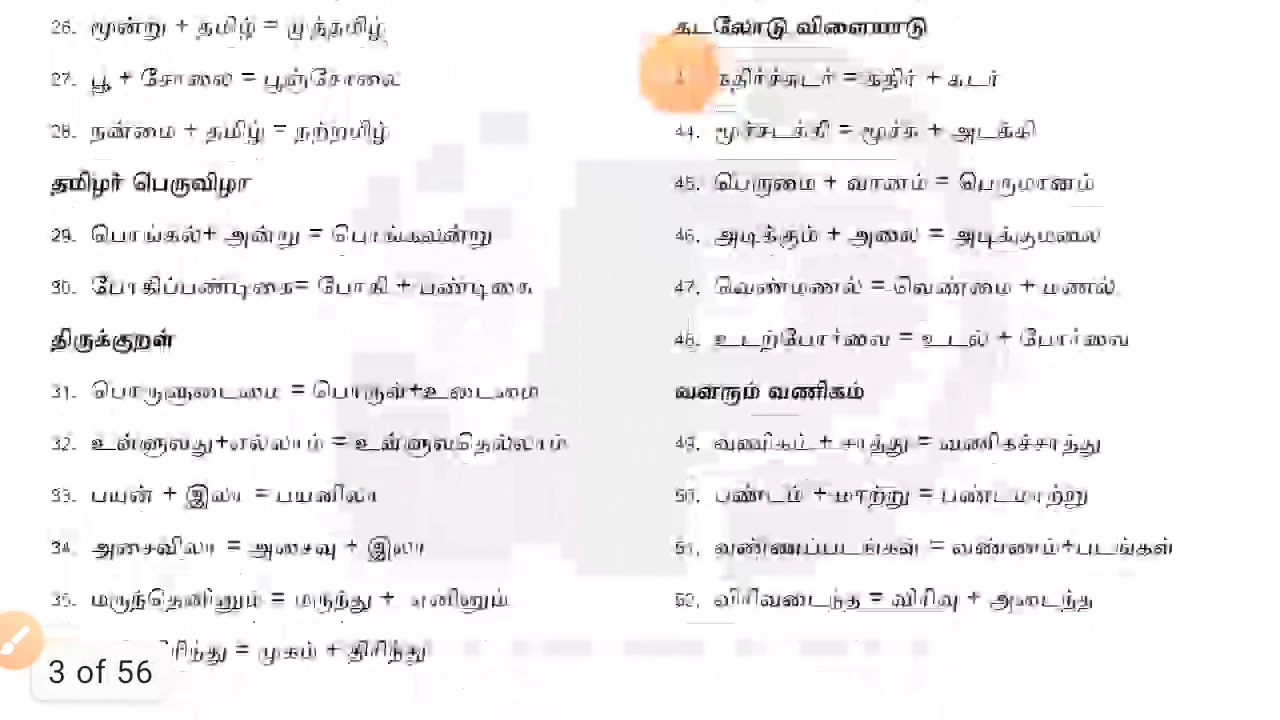 26. மூன்று + தமிழ் = முத்தமிழ்
27. பூ + சோலை = பூஞ்சோலை
28. நன்மை + தமிழ் = நற்றமிழ்
தமிழர் பெருவிழா
29. பொங்கல்+ அன்று = பொங்கலன்று
30. போகிப்பண்டிகை= போகி + பண்டிகை
திருக்குறள்
31. பொருளுடைமை = பொருள்+உடைமை
32. உள்ளுவது+எல்லாம் = உள்ளுவதெல்லாம்
33. பயன் + இலா = பயனிலா
34. அசைவிலா = அசைவு + இலா
35. மருந்தெனினும் = மருந்து + எனினும்
திரிந்து = முகம் + திரிந்து
கடலோடு விளையாடு
கதிர்ச்சுடர் = கதிர் + சுடர்
44. மூச்சடக்கி = மூச்சு + அடக்கி
45. பெருமை + வானம் = பெருமானம்
46. அடிக்கும் + அலை = அடிக்குமலை
47. வெண்மணல் = வெண்மை + மணல்
48. உடற்போர்வை = உடல் + போர்வை
வளரும் வணிகம்
49. வணிகம் + சாத்து = வணிகச்சாத்து
50. பண்டம் + மாற்று = பண்டமாற்று
51. வண்ணப்படங்கள் = வண்ணம்+படங்கள்
52. விரிவடைந்த = விரிவு + அடைந்த
3 of 56